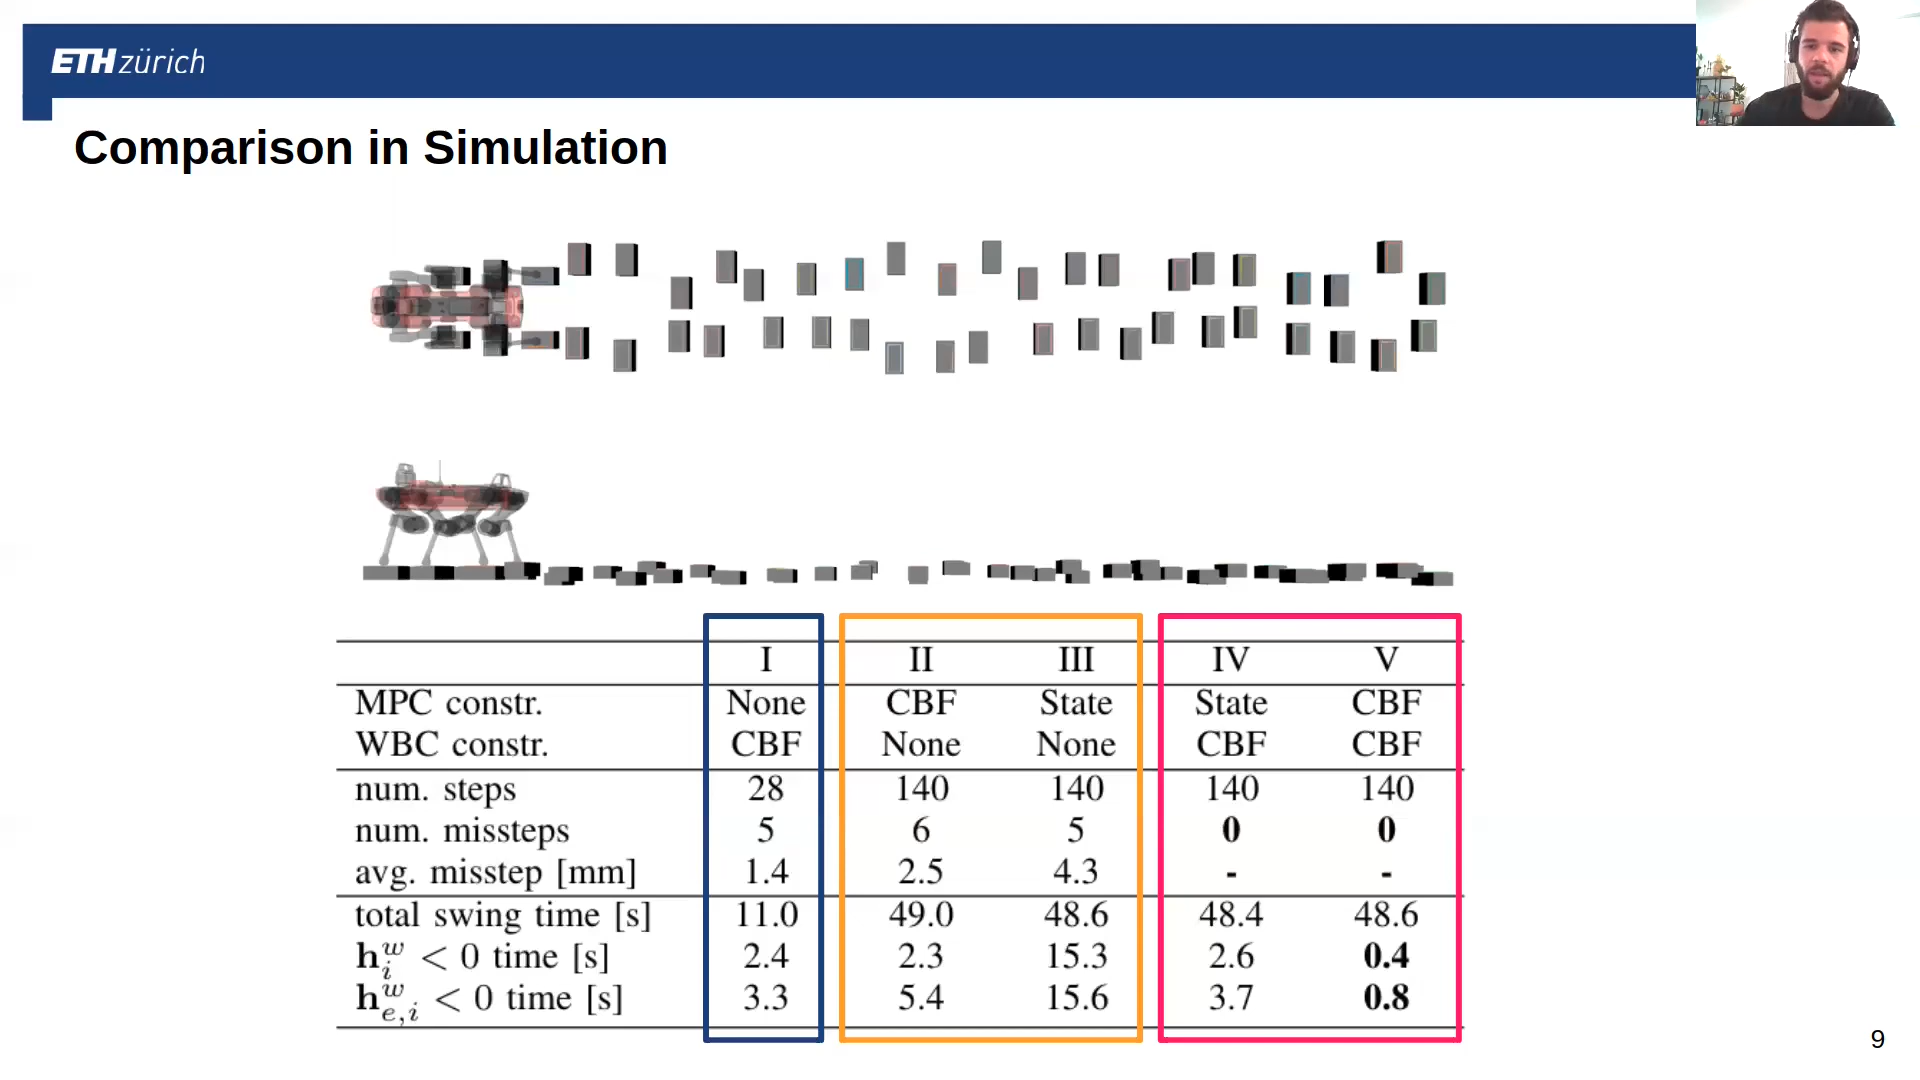 ETH zürich
Comparison in Simulation
I II III IV V
MPC constr. None CBF State State CBF
WBC constr. CBF None None CBF CBF
num. steps 28 140 140 140 140
num. missteps 5 6 5 0 0
avg. misstep [mm] 1.4 2.5 4.3 - -
total swing time [s] 11.0 49.0 48.6 48.4 48.6
h_i^w < 0 time [s] 2.4 2.3 15.3 2.6 0.4
h_{e,i}^w < 0 time [s] 3.3 5.4 15.6 3.7 0.8
9